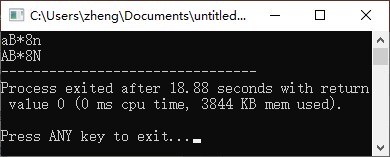 C:\Users\zheng\Documents\untitled...
aB*8n
AB*8N
--------------------------------
Process exited after 18.88 seconds with return
value 0 (0 ms cpu time, 3844 KB mem used).
Press ANY key to exit...